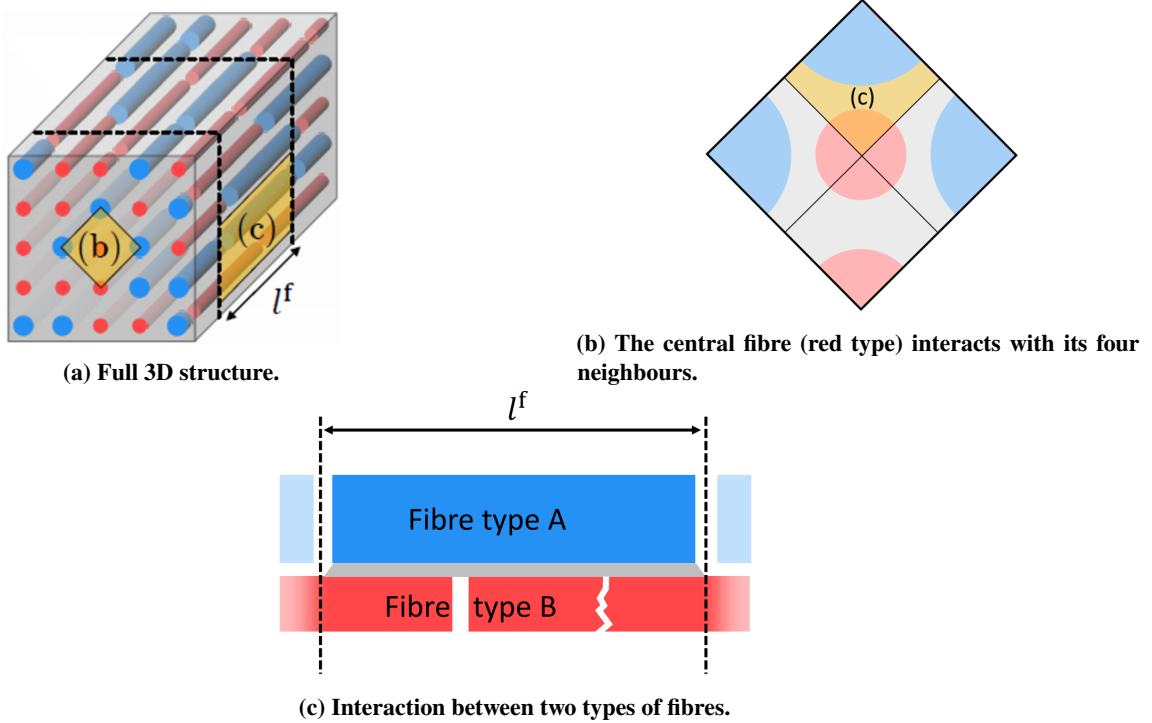 (b)
(c)
l^f
(a) Full 3D structure.
(c)
(b) The central fibre (red type) interacts with its four
neighbours.
l^f
Fibre type A
Fibre type B
(c) Interaction between two types of fibres.